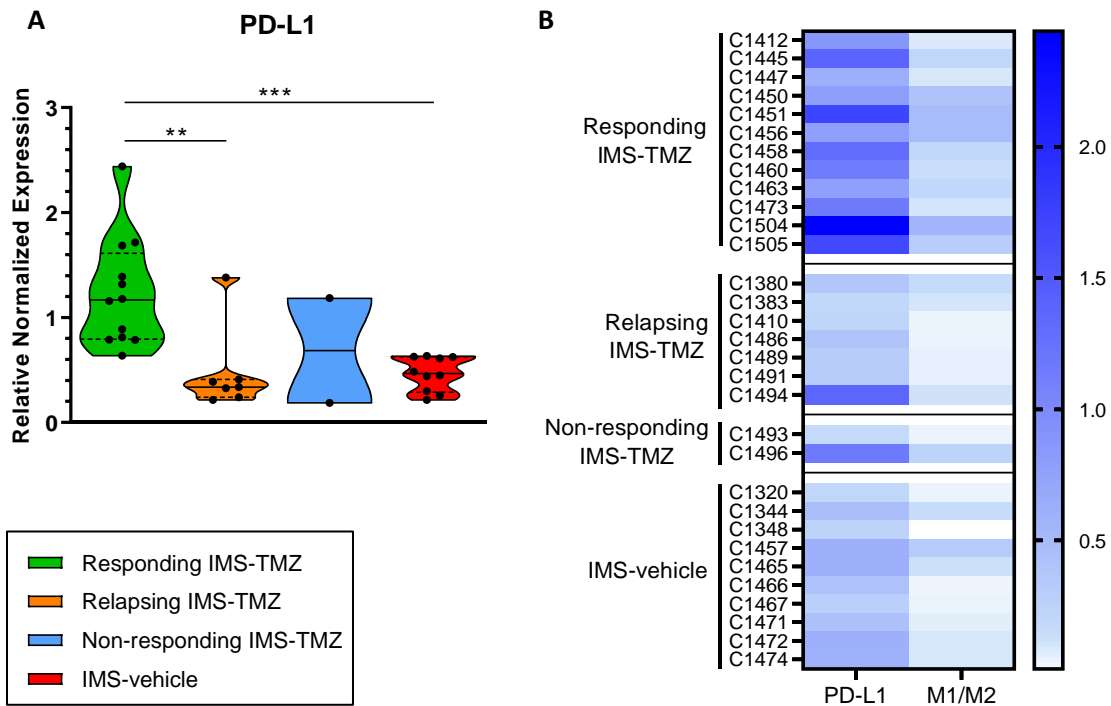 A
PD-L1
Relative Normalized Expression
3
2
1
0
***
**
Responding IMS-TMZ
Relapsing IMS-TMZ
Non-responding IMS-TMZ
IMS-vehicle
B
Responding
IMS-TMZ
C1412
C1445
C1447
C1450
C1451
C1456
C1458
C1460
C1463
C1473
C1504
C1505
Relapsing
IMS-TMZ
C1380
C1383
C1410
C1486
C1489
C1491
C1494
Non-responding
IMS-TMZ
C1493
C1496
IMS-vehicle
C1320
C1344
C1348
C1457
C1465
C1466
C1467
C1471
C1472
C1474
PD-L1 M1/M2
2.0
1.5
1.0
0.5